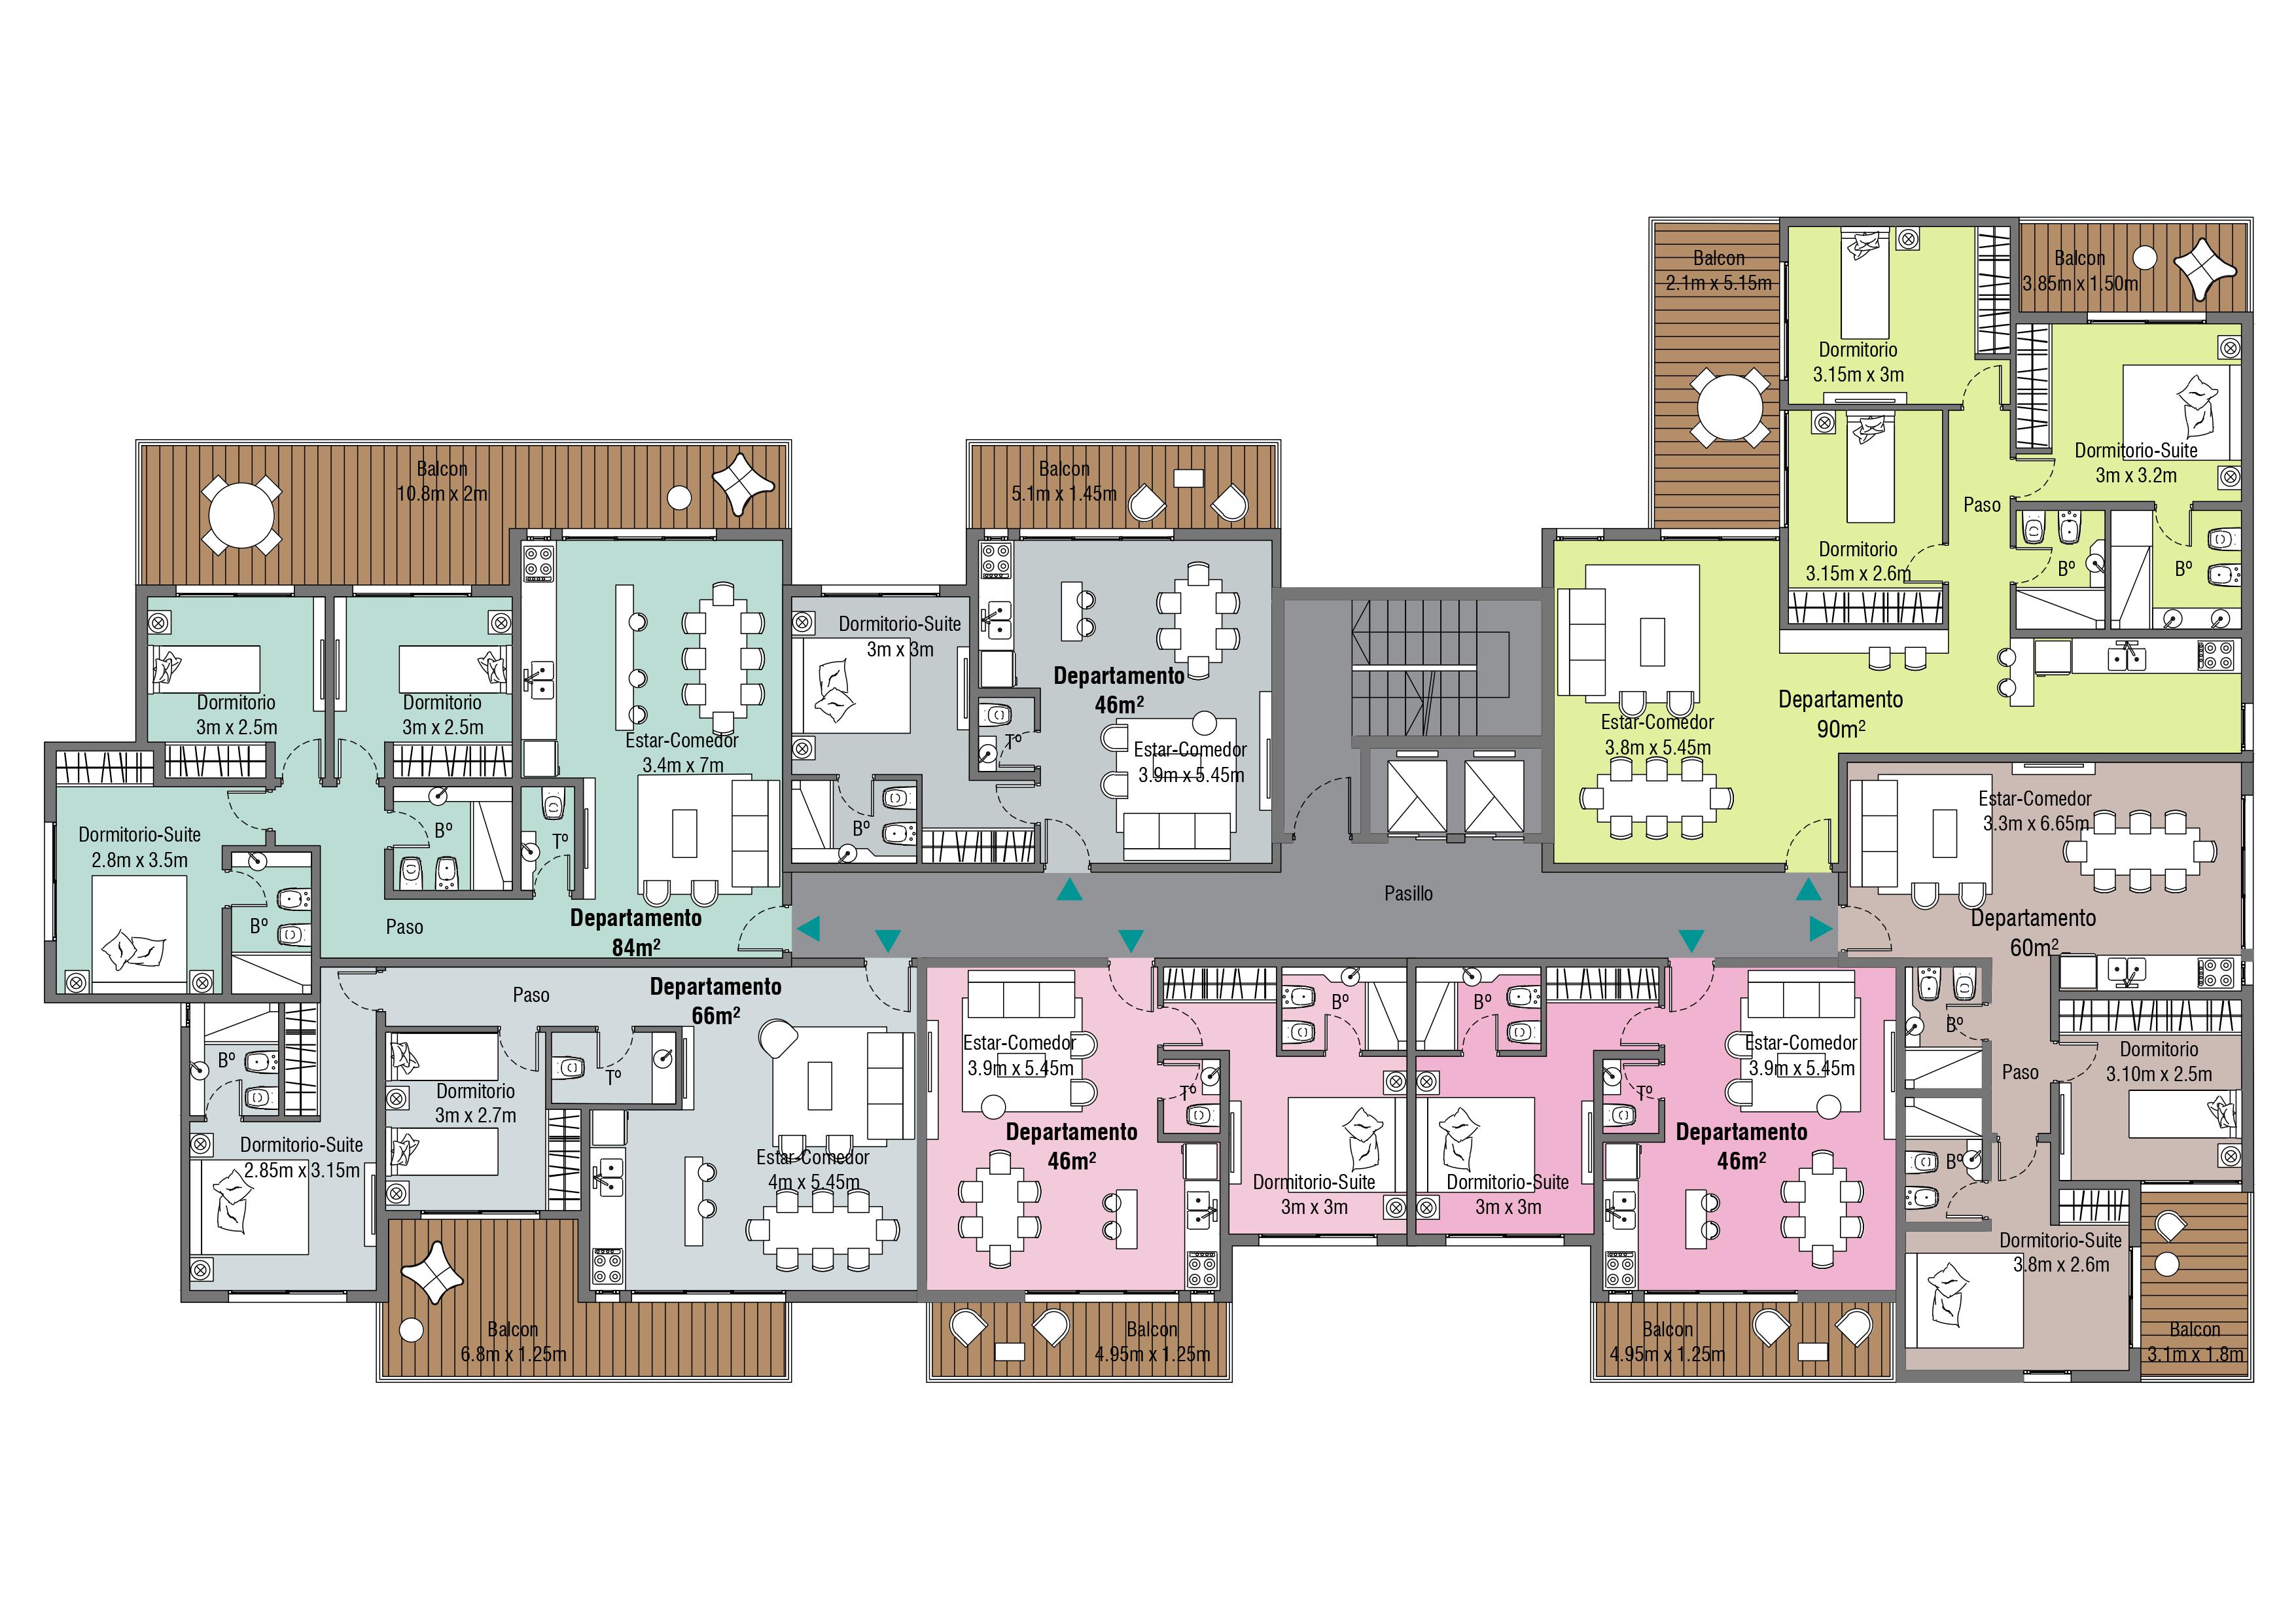 Balcon
2.1m x 5.15m
Balcon
3.85m x 1.50m
Dormitorio
3.15m x 3m
Dormitorio-Suite
3m x 3.2m
Paso
Dormitorio
3.15m x 2.6m
Bº
Bº
Departamento
90m²
Estar-Comedor
3.8m x 5.45m
Balcon
10.8m x 2m
Dormitorio
3m x 2.5m
Dormitorio
3m x 2.5m
Estar-Comedor
3.4m x 7m
Dormitorio-Suite
2.8m x 3.5m
Bº
Tº
Bº
Paso
Departamento
84m²
Balcon
5.1m x 1.45m
Dormitorio-Suite
3m x 3m
Departamento
46m²
Tº
Estar-Comedor
3.9m x 5.45m
Bº
Pasillo
Estar-Comedor
3.3m x 6.65m
Departamento
60m²
Bº
Paso
Dormitorio
3.10m x 2.5m
Bº
Dormitorio-Suite
3.8m x 2.6m
Balcon
3.1m x 1.8m
Paso
Departamento
66m²
Bº
Tº
Dormitorio
3m x 2.7m
Dormitorio-Suite
2.85m x 3.15m
Estar-Comedor
4m x 5.45m
Balcon
6.8m x 1.25m
Estar-Comedor
3.9m x 5.45m
Bº
Tº
Departamento
46m²
Dormitorio-Suite
3m x 3m
Balcon
4.95m x 1.25m
Bº
Estar-Comedor
3.9m x 5.45m
Tº
Departamento
46m²
Dormitorio-Suite
3m x 3m
Balcon
4.95m x 1.25m